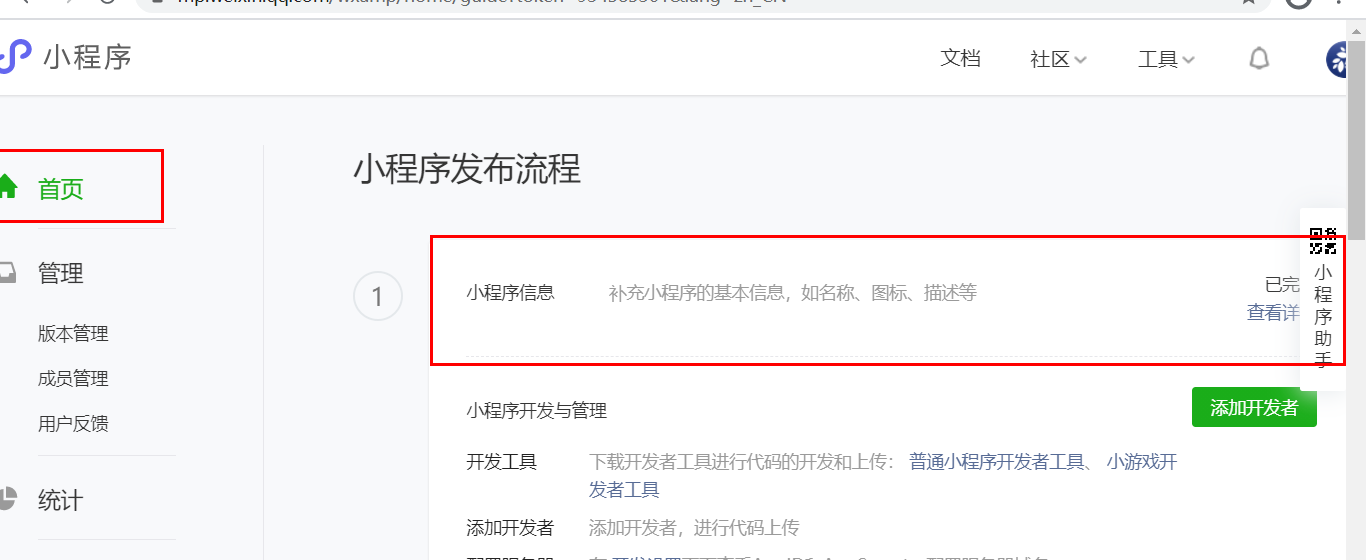 小程序
文档
社区
工具
首页
管理
版本管理
成员管理
用户反馈
统计
小程序发布流程
1
小程序信息
补充小程序的基本信息，如名称、图标、描述等
已完
查看详
小程序助手
小程序开发与管理
添加开发者
开发工具
下载开发者工具进行代码的开发和上传： 普通小程序开发者工具、 小游戏开
发者工具
添加开发者
添加开发者，进行代码上传